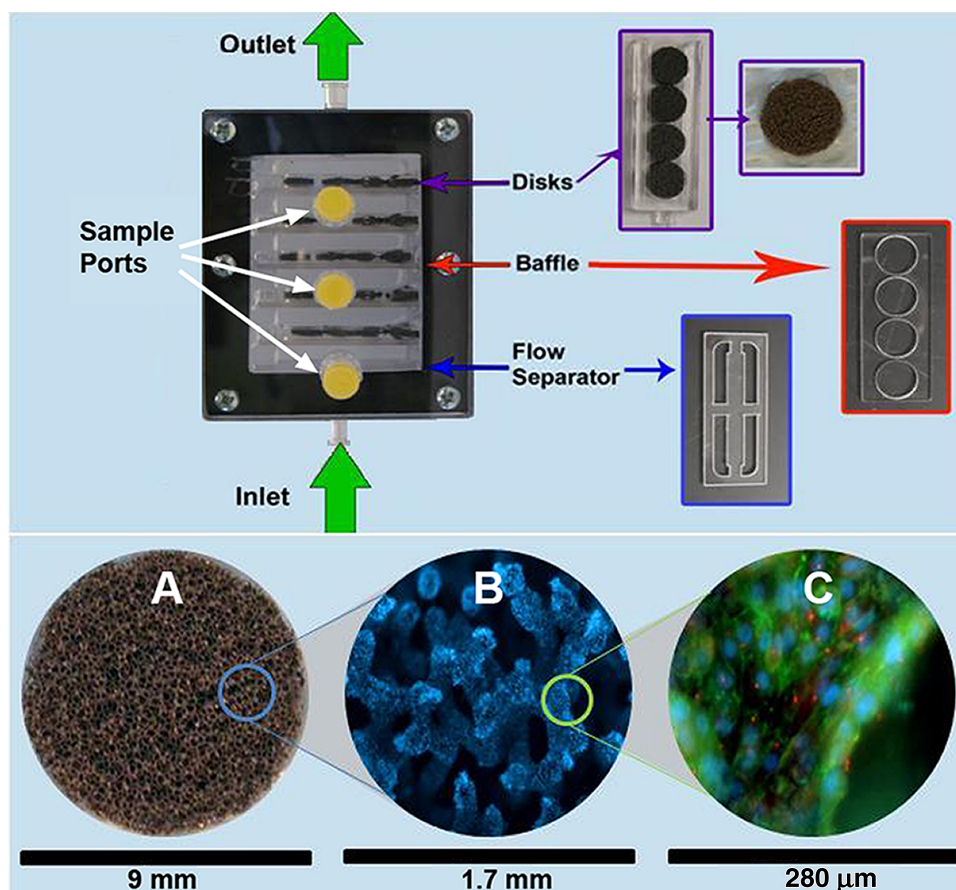 Outlet
Disks
Sample
Ports
Baffle
Flow
Separator
Inlet
A
B
C
9 mm
1.7 mm
280 μm